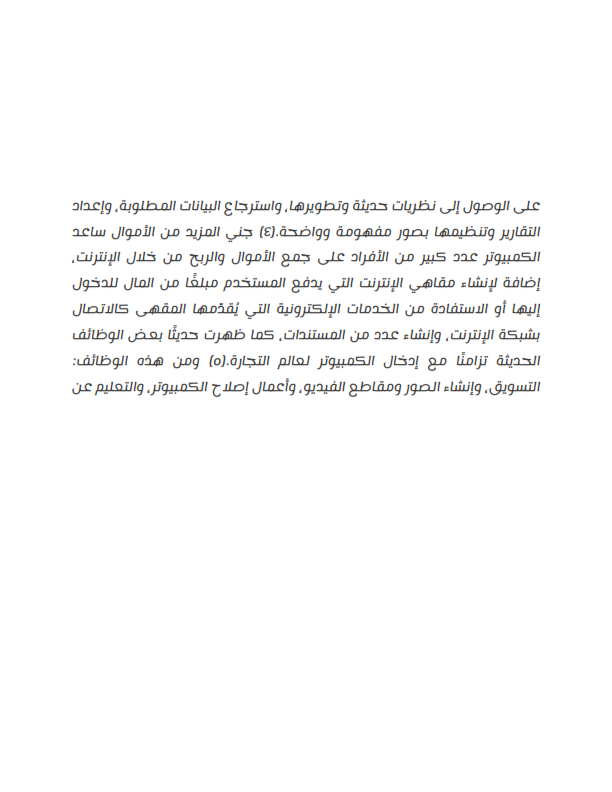 على الوصول إلى نظريات حديثة وتطويرها، واسترجاع البيانات المطلوبة، وإعداد
التقارير وتنظيمها بصور مفهومة وواضحة.(٤) جني المزيد من الأموال ساعد
الكمبيوتر عدد كبير من الأفراد على جمع الأموال والربح من خلال الإنترنت،
إضافة لإنشاء مقاهي الإنترنت التي يدفع المستخدم مبلغًا من المال للدخول
إليها أو الاستفادة من الخدمات الإلكترونية التي يُقدّمها المقهى كالاتصال
بشبكة الإنترنت، وإنشاء عدد من المستندات، كما ظهرت حديثًا بعض الوظائف
الحديثة تزامنًا مع إدخال الكمبيوتر لعالم التجارة.(٥) ومن هذه الوظائف:
التسويق، وإنشاء الصور ومقاطع الفيديو، وأعمال إصلاح الكمبيوتر، والتعليم عن